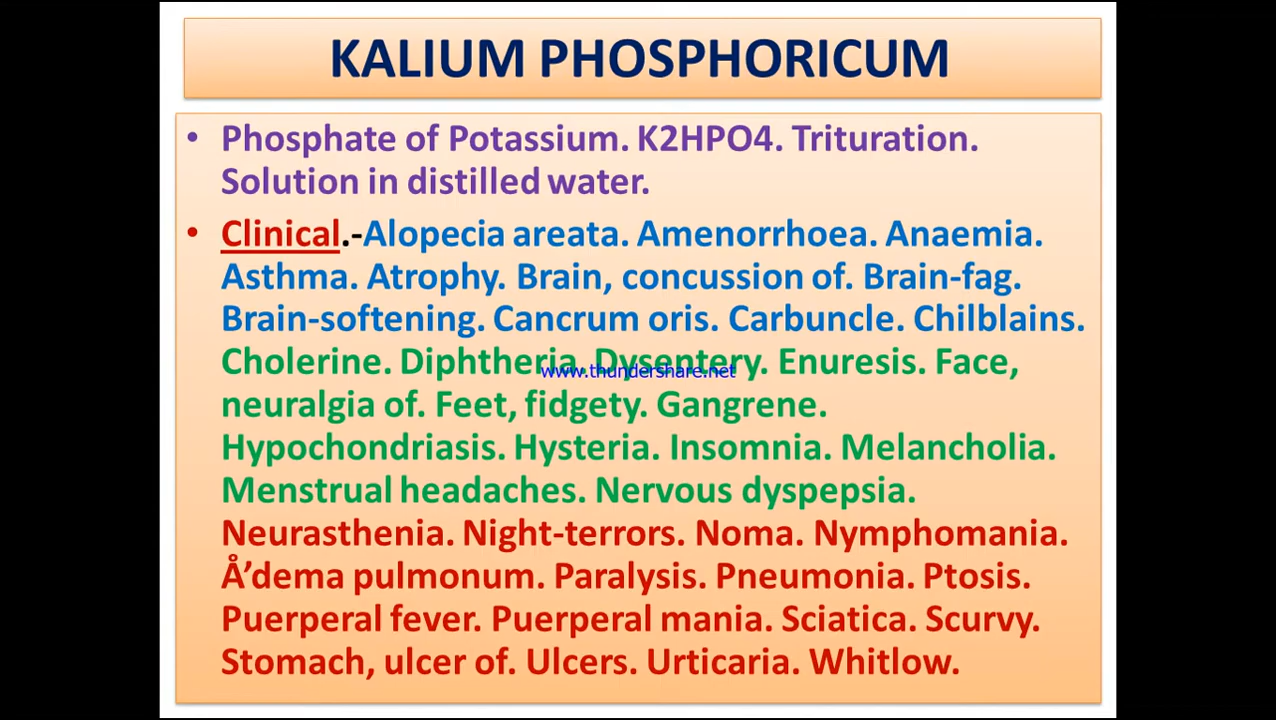 KALIUM PHOSPHORICUM
• Phosphate of Potassium. K2HPO4. Trituration.
Solution in distilled water.
• Clinical.-Alopecia areata. Amenorrhoea. Anaemia.
Asthma. Atrophy. Brain, concussion of. Brain-fag.
Brain-softening. Cancrum oris. Carbuncle. Chilblains.
Cholerine. Diphtheria. Dysentery. Enuresis. Face,
www.thundershare.net
neuralgia of. Feet, fidgety. Gangrene.
Hypochondriasis. Hysteria. Insomnia. Melancholia.
Menstrual headaches. Nervous dyspepsia.
Neurasthenia. Night-terrors. Noma. Nymphomania.
Å’dema pulmonum. Paralysis. Pneumonia. Ptosis.
Puerperal fever. Puerperal mania. Sciatica. Scurvy.
Stomach, ulcer of. Ulcers. Urticaria. Whitlow.